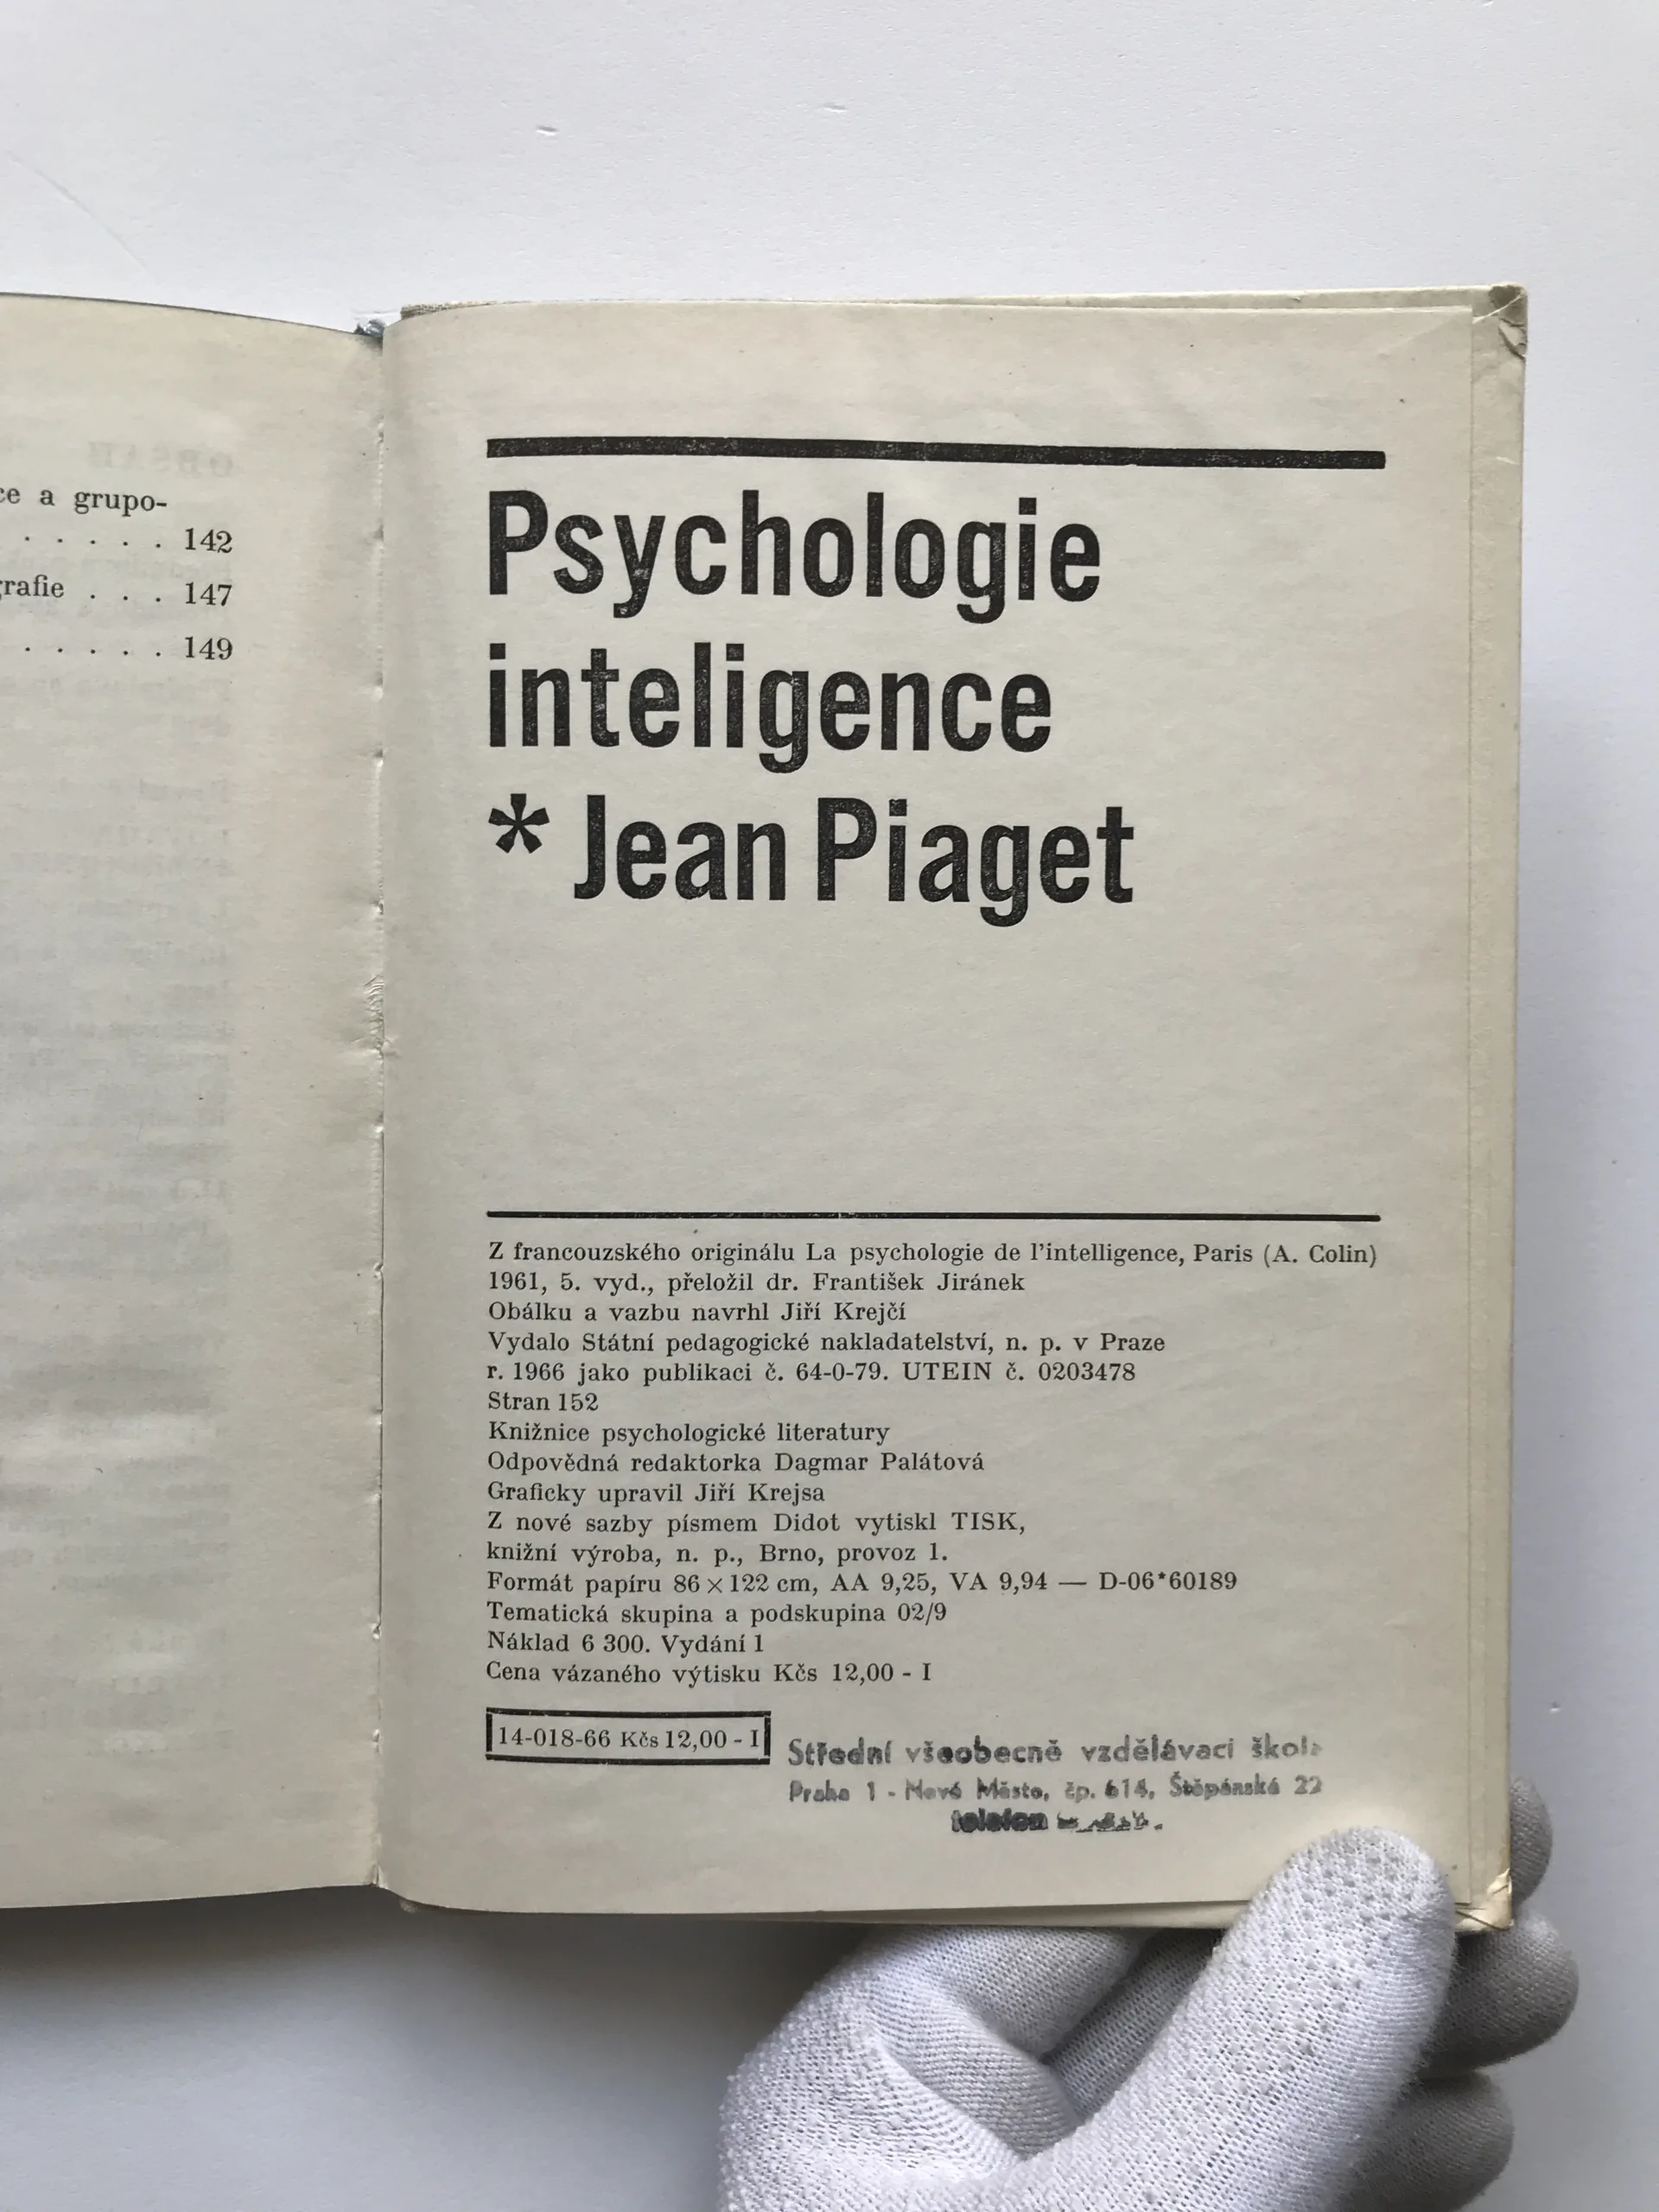 ce a grupo-
. . . . . 142
grafie . . . 147
. . . . . 149
Psychologie
inteligence
* Jean Piaget
Z francouzského originálu La psychologie de l'intelligence, Paris (A. Colin)
1961, 5. vyd., přeložil dr. František Jiránek
Obálku a vazbu navrhl Jiří Krejčí
Vydalo Státní pedagogické nakladatelství, n. p. v Praze
r. 1966 jako publikaci č. 64-0-79. UTEIN č. 0203478
Stran 152
Knižnice psychologické literatury
Odpovědná redaktorka Dagmar Palátová
Graficky upravil Jiří Krejsa
Z nové sazby písmem Didot vytiskl TISK,
knižní výroba, n. p., Brno, provoz 1.
Formát papíru 86 × 122 cm, AA 9,25, VA 9,94 — D-06*60189
Tematická skupina a podskupina 02/9
Náklad 6 300. Vydání 1
Cena vázaného výtisku Kčs 12,00 - I
14-018-66 Kčs 12,00 - I
Střední všeobecně vzdělávací škola
Praha 1 - Nové Město, čp. 614, Štěpánská 22
telefon